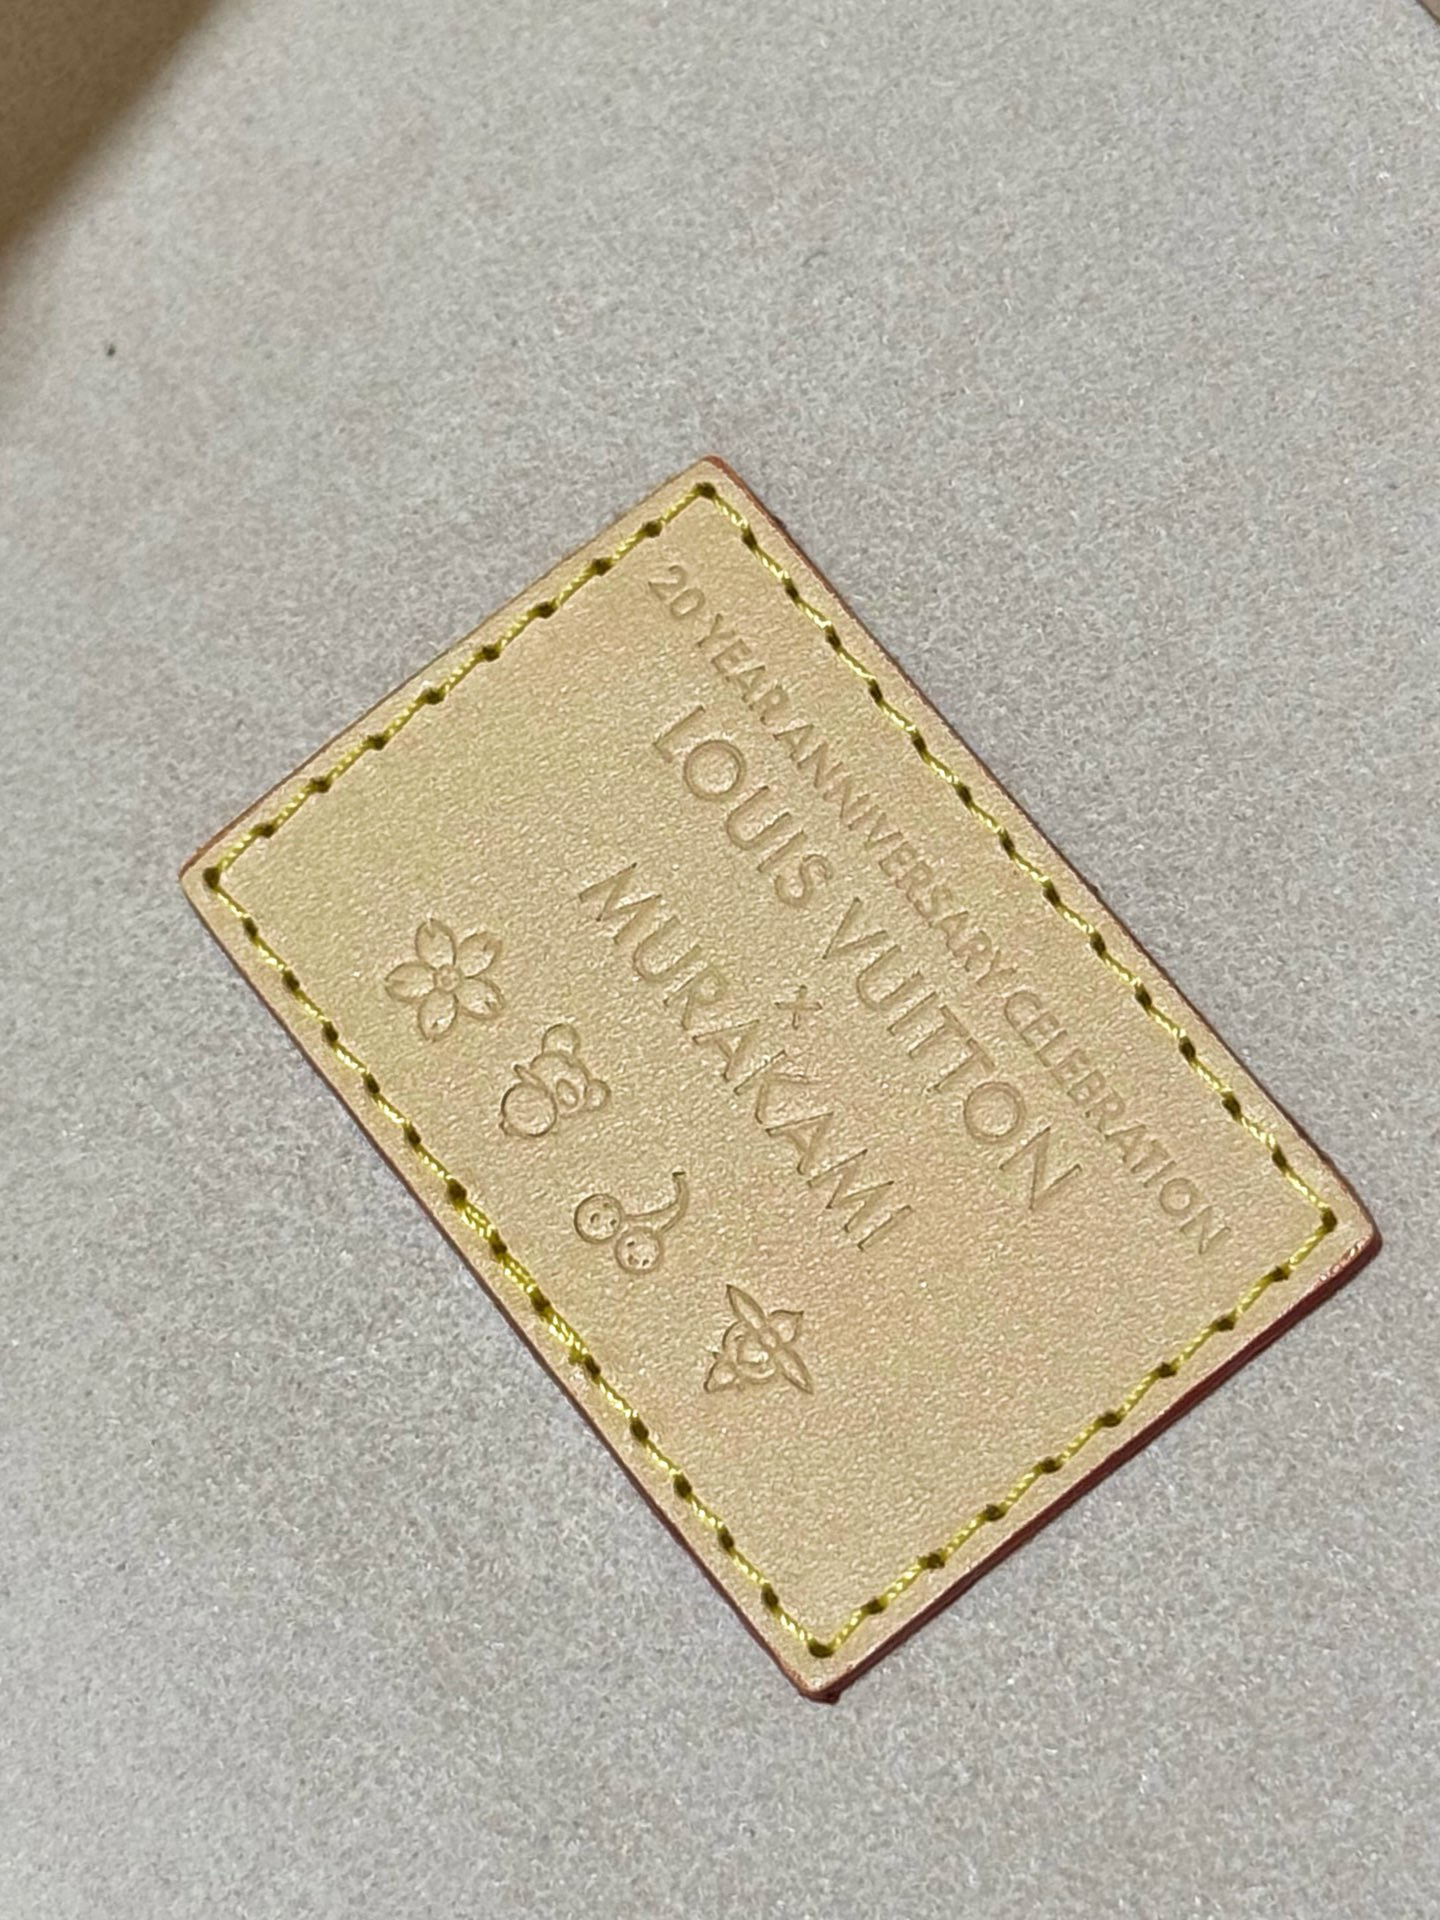 20 YEAR ANNIVERSARY CELEBRATION
LOUIS VUITTON
×
MURAKAMI